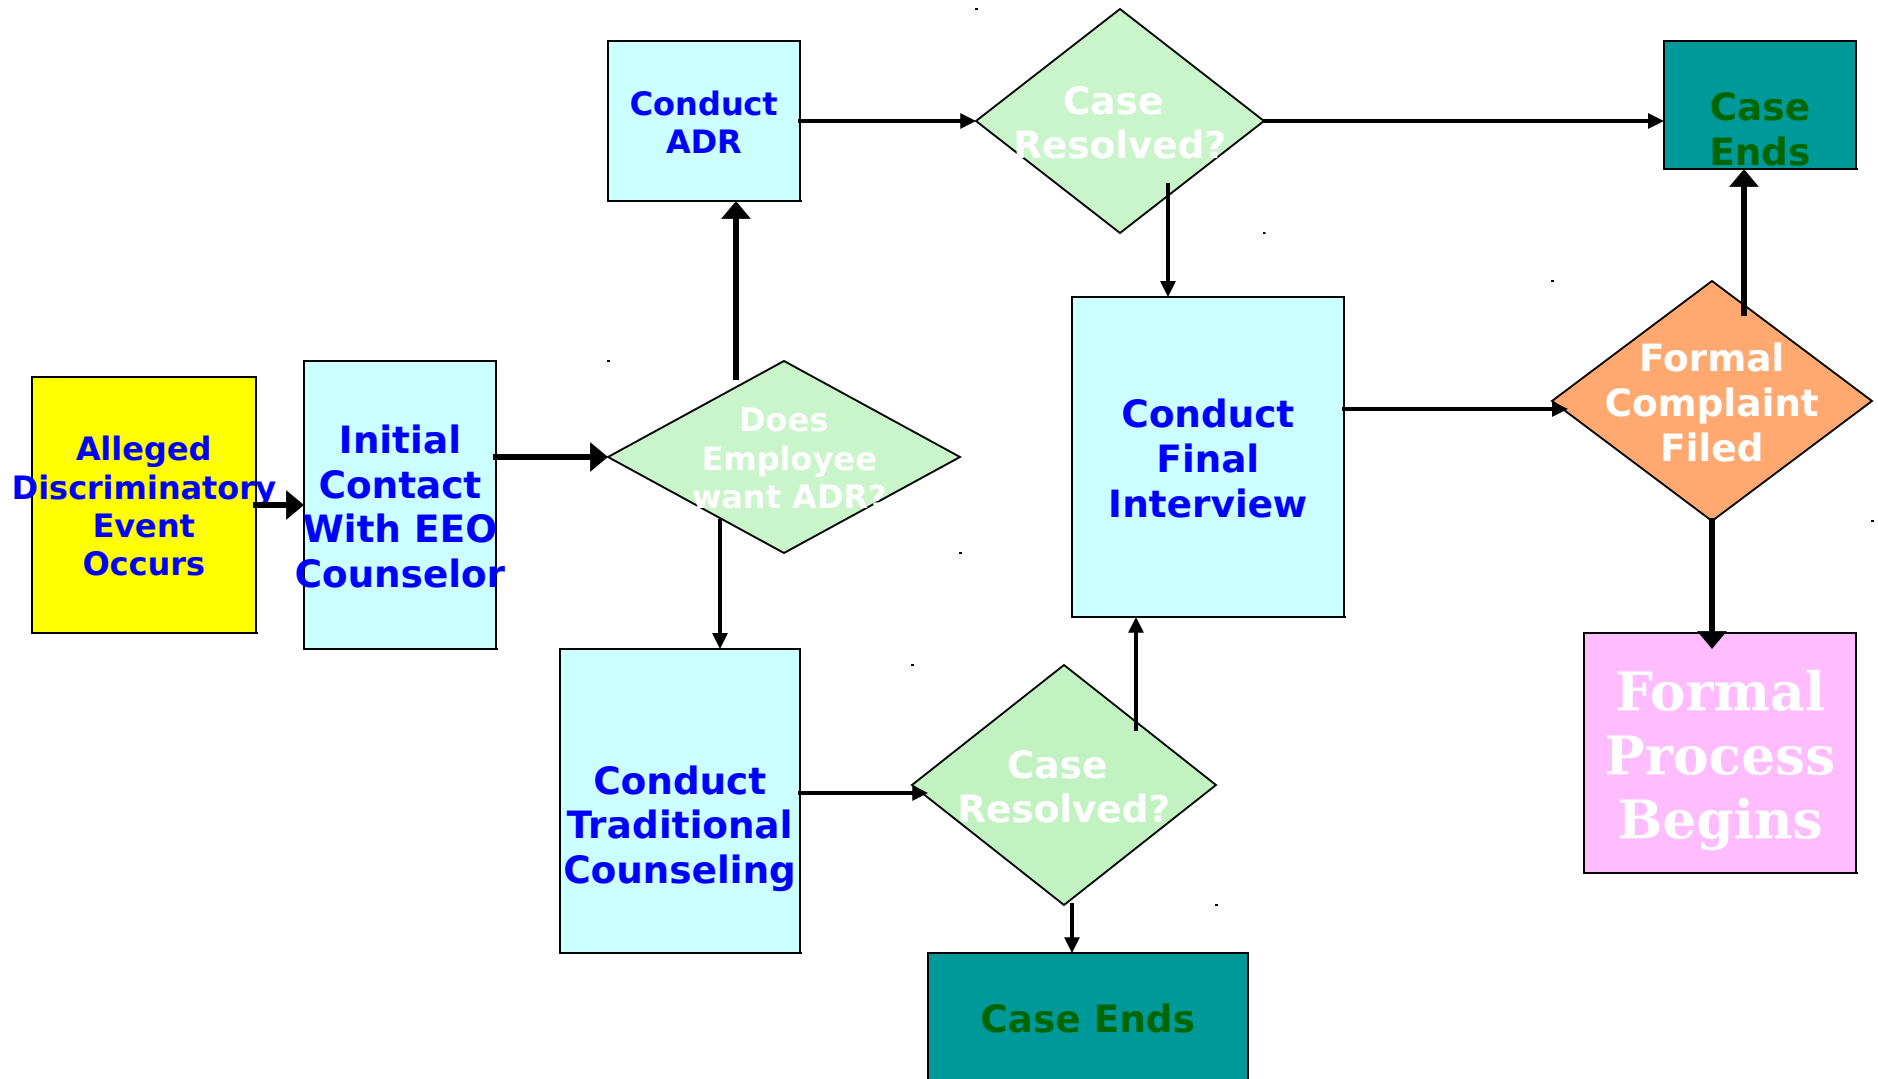 Conduct
ADR
Case
Resolved?
Case
Ends
Alleged
Discriminatory
Event
Occurs
Initial
Contact
With EEO
Counselor
Does
Employee
want ADR?
Conduct
Final
Interview
Formal
Complaint
Filed
Conduct
Traditional
Counseling
Case
Resolved?
Formal
Process
Begins
Case Ends